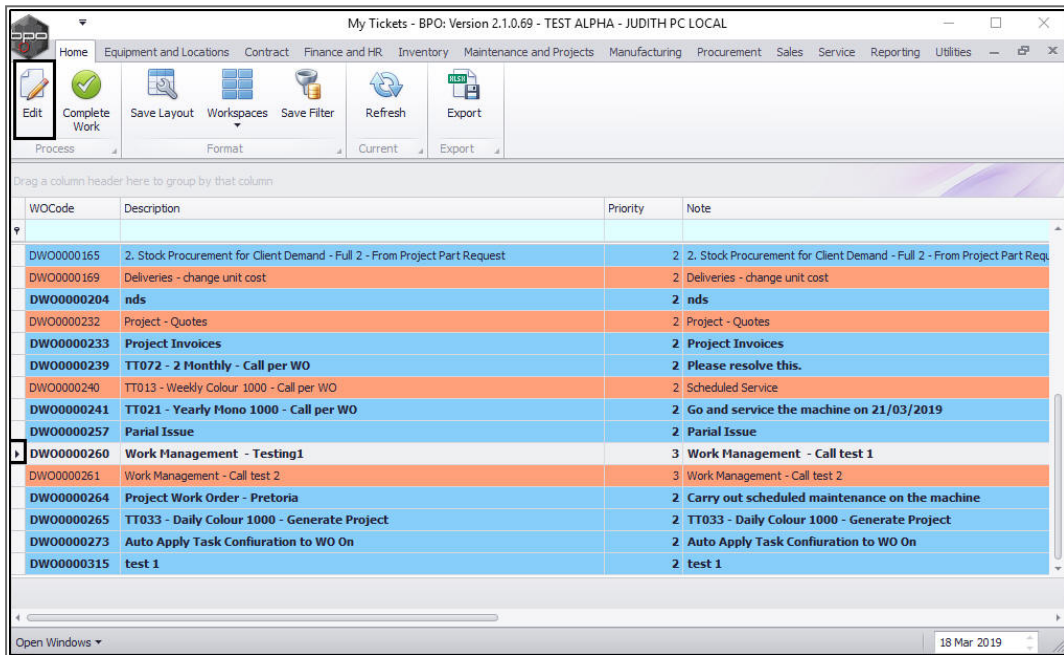 My Tickets - BPO: Version 2.1.0.69 - TEST ALPHA - JUDITH PC LOCAL
bpo
Home Equipment and Locations Contract Finance and HR Inventory Maintenance and Projects Manufacturing Procurement Sales Service Reporting Utilities
Edit Complete Work Save Layout Workspaces Save Filter Refresh XLSX Export
Process Format Current Export
Drag a column header here to group by that column
WOCode Description Priority Note
DWO0000165 2. Stock Procurement for Client Demand - Full 2 - From Project Part Request 2 2. Stock Procurement for Client Demand - Full 2 - From Project Part Requ
DWO0000169 Deliveries - change unit cost 2 Deliveries - change unit cost
DWO0000204 nds 2 nds
DWO0000232 Project - Quotes 2 Project - Quotes
DWO0000233 Project Invoices 2 Project Invoices
DWO0000239 TT072 - 2 Monthly - Call per WO 2 Please resolve this.
DWO0000240 TT013 - Weekly Colour 1000 - Call per WO 2 Scheduled Service
DWO0000241 TT021 - Yearly Mono 1000 - Call per WO 2 Go and service the machine on 21/03/2019
DWO0000257 Parial Issue 2 Parial Issue
DWO0000260 Work Management - Testing1 3 Work Management - Call test 1
DWO0000261 Work Management - Call test 2 3 Work Management - Call test 2
DWO0000264 Project Work Order - Pretoria 2 Carry out scheduled maintenance on the machine
DWO0000265 TT033 - Daily Colour 1000 - Generate Project 2 TT033 - Daily Colour 1000 - Generate Project
DWO0000273 Auto Apply Task Confiuration to WO On 2 Auto Apply Task Confiuration to WO On
DWO0000315 test 1 2 test 1
Open Windows 18 Mar 2019